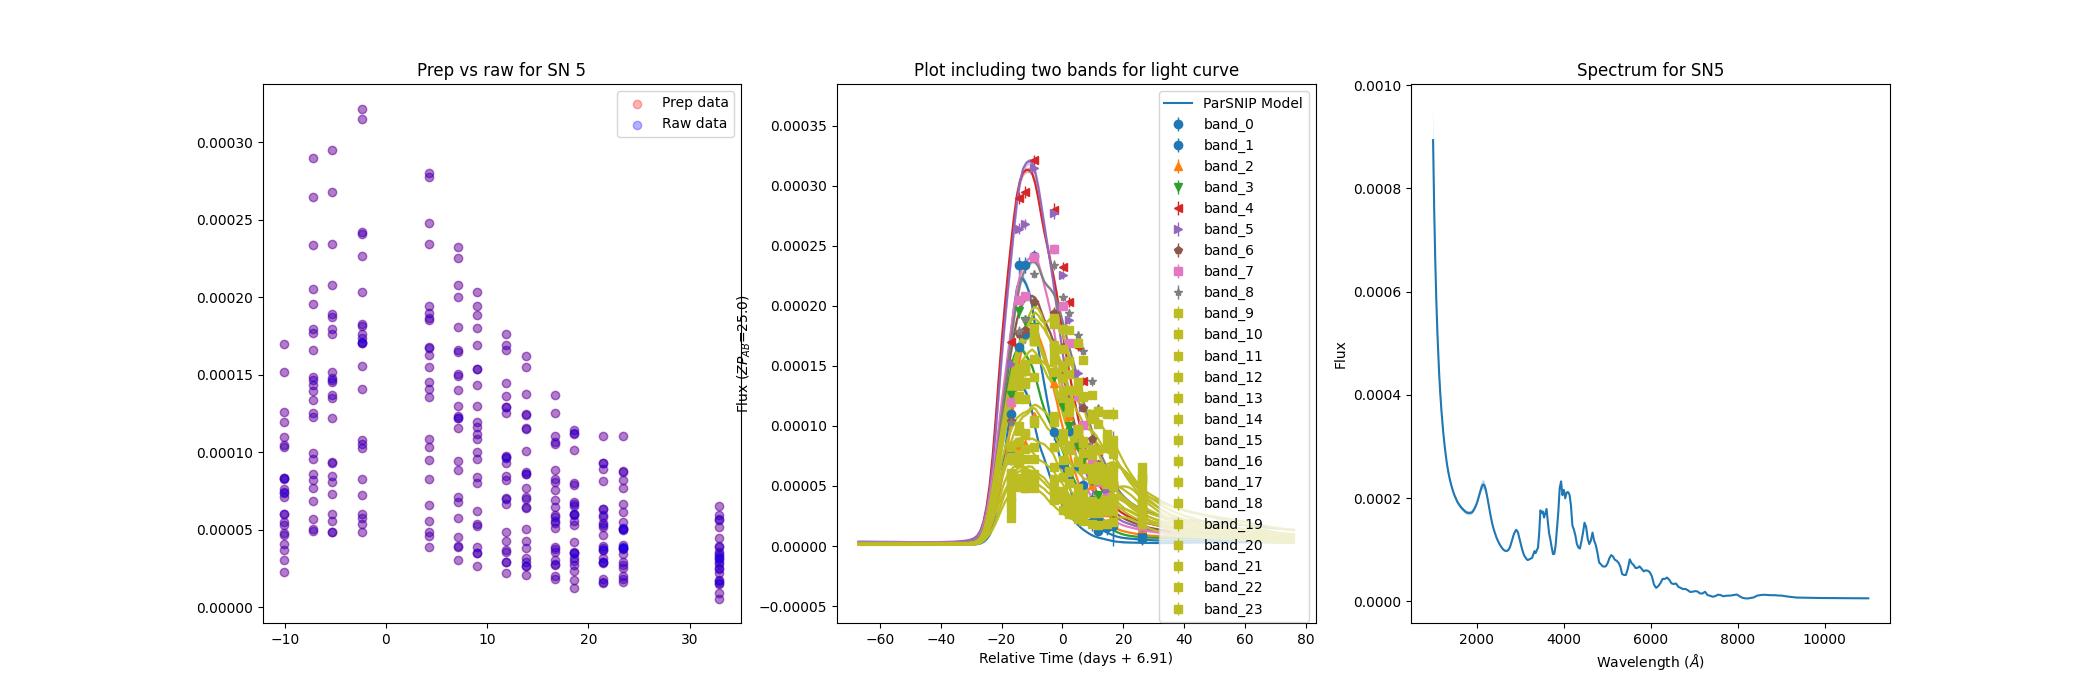 Prep vs raw for SN 5
Prep data
Raw data
0.00030
0.00025
0.00020
0.00015
0.00010
0.00005
0.00000
−10
0
10
20
30
Plot including two bands for light curve
Flux (ZP_AB=25.0)
0.00035
0.00030
0.00025
0.00020
0.00015
0.00010
0.00005
0.00000
−0.00005
ParSNIP Model
band_0
band_1
band_2
band_3
band_4
band_5
band_6
band_7
band_8
band_9
band_10
band_11
band_12
band_13
band_14
band_15
band_16
band_17
band_18
band_19
band_20
band_21
band_22
band_23
−60
−40
−20
0
20
40
60
80
Relative Time (days + 6.91)
Spectrum for SN5
Flux
0.0010
0.0008
0.0006
0.0004
0.0002
0.0000
2000
4000
6000
8000
10000
Wavelength (Å)